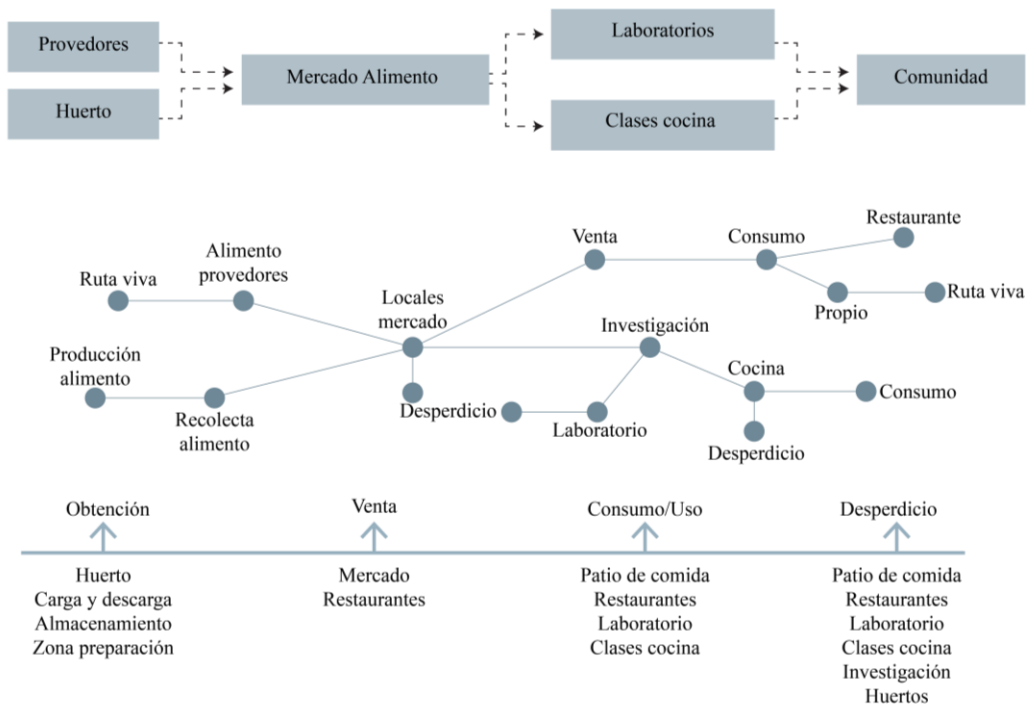 Provedores
Huerto
Mercado Alimento
Laboratorios
Clases cocina
Comunidad
Ruta viva
Alimento
provedores
Producción
alimento
Recolecta
alimento
Locales
mercado
Desperdicio
Venta
Consumo
Restaurante
Propio
Ruta viva
Investigación
Laboratorio
Cocina
Consumo
Desperdicio
Obtención
Huerto
Carga y descarga
Almacenamiento
Zona preparación
Venta
Mercado
Restaurantes
Consumo/Uso
Patio de comida
Restaurantes
Laboratorio
Clases cocina
Desperdicio
Patio de comida
Restaurantes
Laboratorio
Clases cocina
Investigación
Huertos